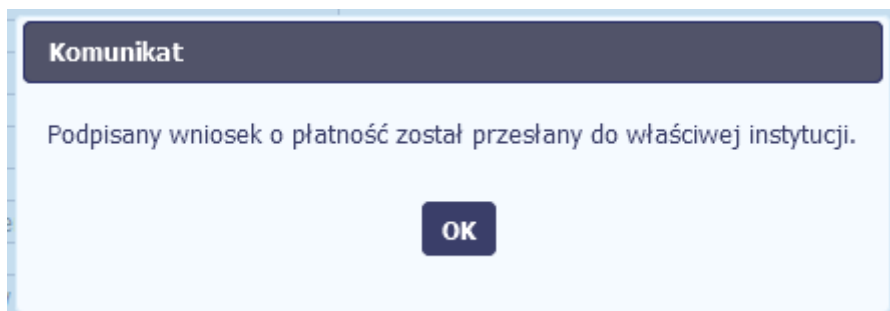 Komunikat
Podpisany wniosek o płatność został przesłany do właściwej instytucji.
OK